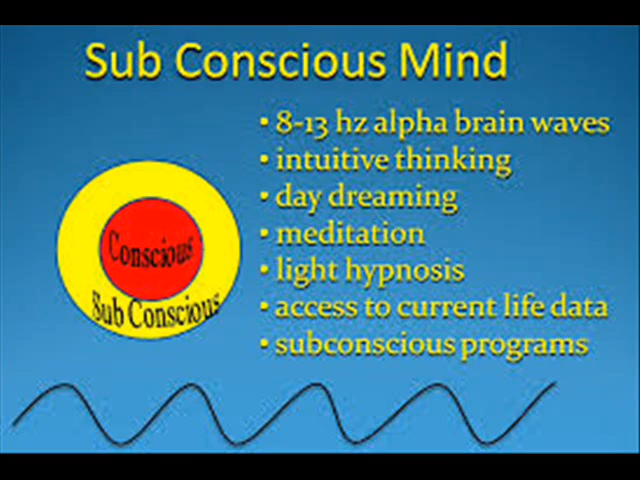 Sub Conscious Mind
• 8-13 hz alpha brain waves
• intuitive thinking
• day dreaming
• meditation
• light hypnosis
• access to current life data
• subconscious programs
Conscious
Sub Conscious